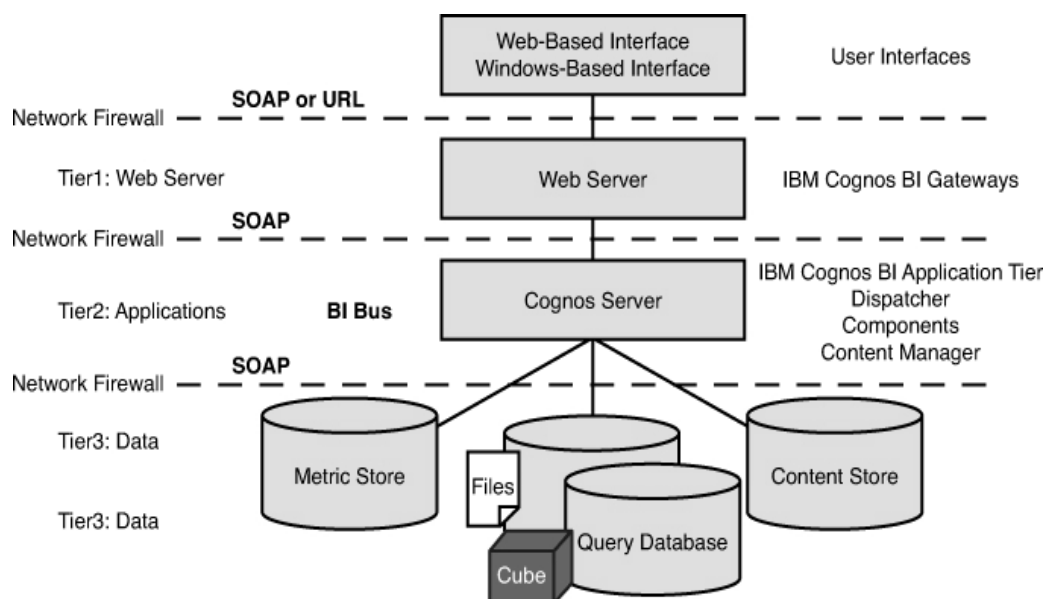 Web-Based Interface
Windows-Based Interface
User Interfaces
SOAP or URL
Network Firewall
Tier1: Web Server
Web Server
IBM Cognos BI Gateways
SOAP
Network Firewall
IBM Cognos BI Application Tier
Dispatcher
Components
Content Manager
Tier2: Applications
BI Bus
Cognos Server
SOAP
Network Firewall
Tier3: Data
Metric Store
Files
Content Store
Tier3: Data
Query Database
Cube